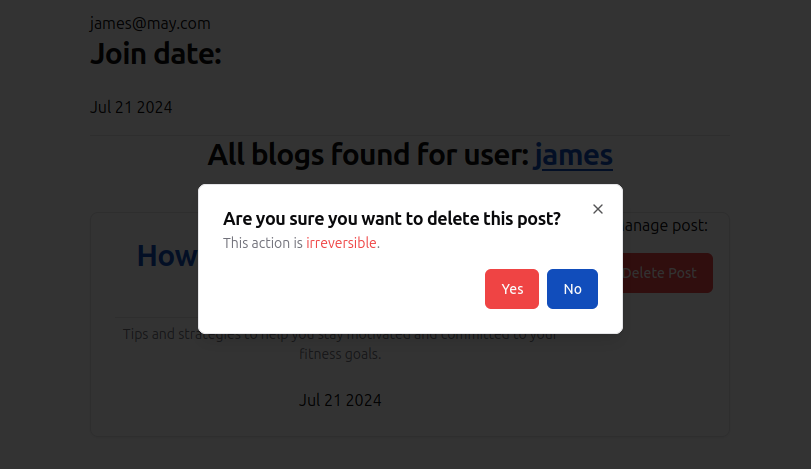 james@may.com
Join date:
Jul 21 2024
All blogs found for user: james
Are you sure you want to delete this post?
This action is irreversible.
Yes
No
How
anage post:
Delete Post
Tips and strategies to help you stay motivated and committed to your
fitness goals.
Jul 21 2024